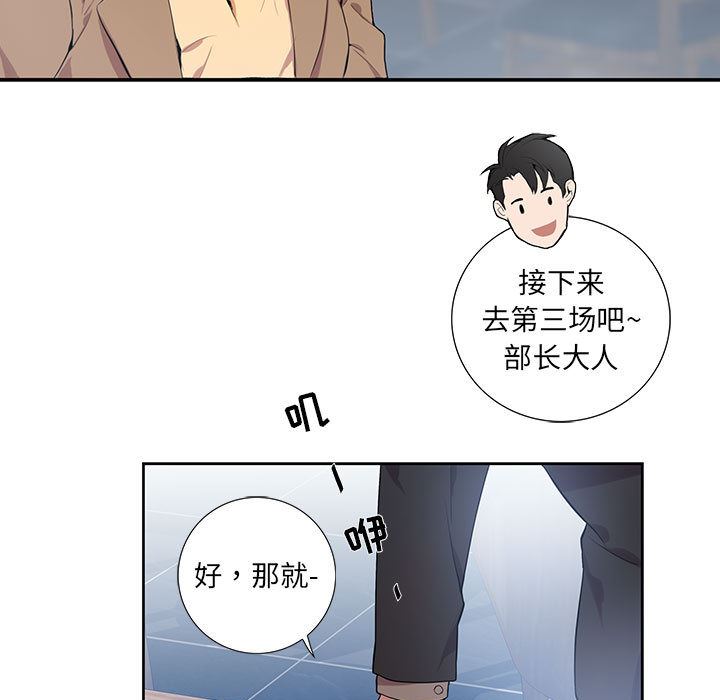 接下来
去第三场吧~
部长大人
叽
咿
好，那就-